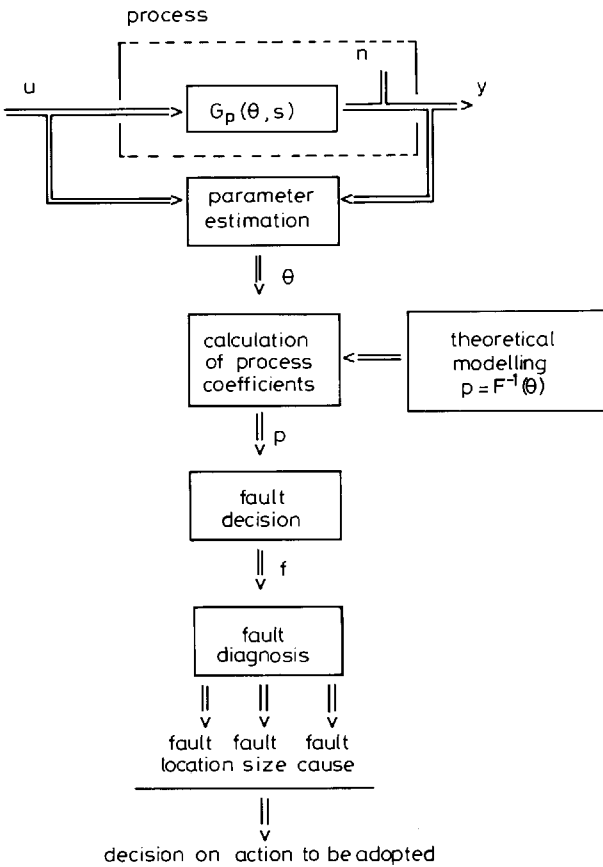 process
n
u
y
Gp(θ,s)
parameter
estimation
θ
calculation
of process
coefficients
theoretical
modelling
p = F⁻¹(θ)
p
fault
decision
f
fault
diagnosis
fault fault fault
location size cause
decision on action to be adopted